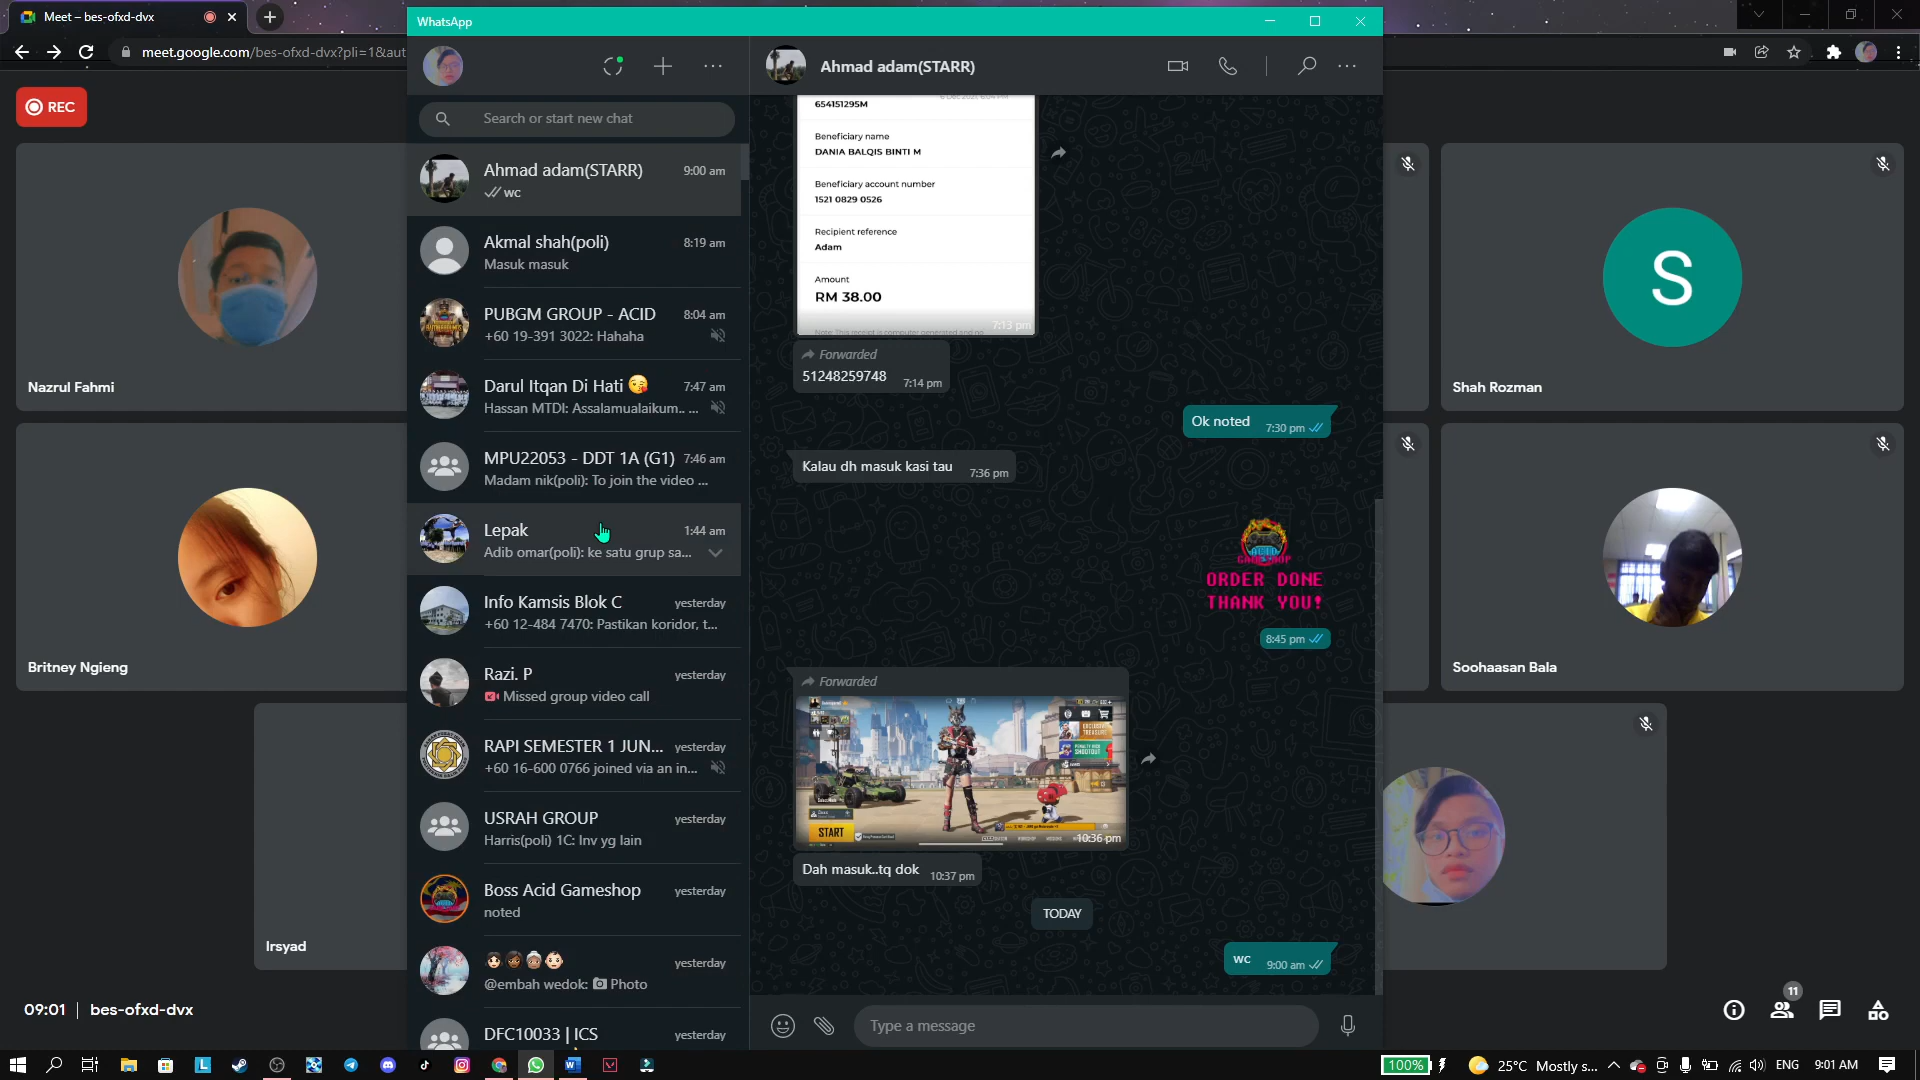 Meet – bes-ofxd-dvx
meet.google.com/bes-ofxd-dvx?pli=1&aut
REC
Nazrul Fahmi
Britney Ngieng
Irsyad
09:01 | bes-ofxd-dvx
WhatsApp
Search or start new chat
Ahmad adam(STARR) 9:00 am
WC
Akmal shah(poli) 8:19 am
Masuk masuk
PUBGM GROUP - ACID 8:04 am
+60 19-391 3022: Hahaha
Darul Itqan Di Hati 😘 7:47 am
Hassan MTDI: Assalamualaikum.. ...
MPU22053 - DDT 1A (G1) 7:46 am
Madam nik(poli): To join the video ...
Lepak 1:44 am
Adib omar(poli): ke satu grup sa...
Info Kamsis Blok C yesterday
+60 12-484 7470: Pastikan koridor, t...
Razi. P yesterday
Missed group video call
RAPI SEMESTER 1 JUN... yesterday
+60 16-600 0766 joined via an in...
USRAH GROUP yesterday
Harris(poli) 1C: Inv yg lain
Boss Acid Gameshop yesterday
noted
yesterday
@embah wedok: Photo
DFC10033 | ICS yesterday
Ahmad adam(STARR)
654151295M
Beneficiary name
DANIA BALQIS BINTI M
Beneficiary account number
1521 0829 0526
Recipient reference
Adam
Amount
RM 38.00
7:13 pm
Forwarded
51248259748 7:14 pm
Ok noted 7:30 pm
Kalau dh masuk kasi tau 7:36 pm
ACID
GAMESHOP
ORDER DONE
THANK YOU!
8:45 pm
Forwarded
START
10:36 pm
Dah masuk..tq dok 10:37 pm
TODAY
WC 9:00 am
Type a message
S
Shah Rozman
Soohaasan Bala
11
100% 25°C Mostly s... ENG 9:01 AM